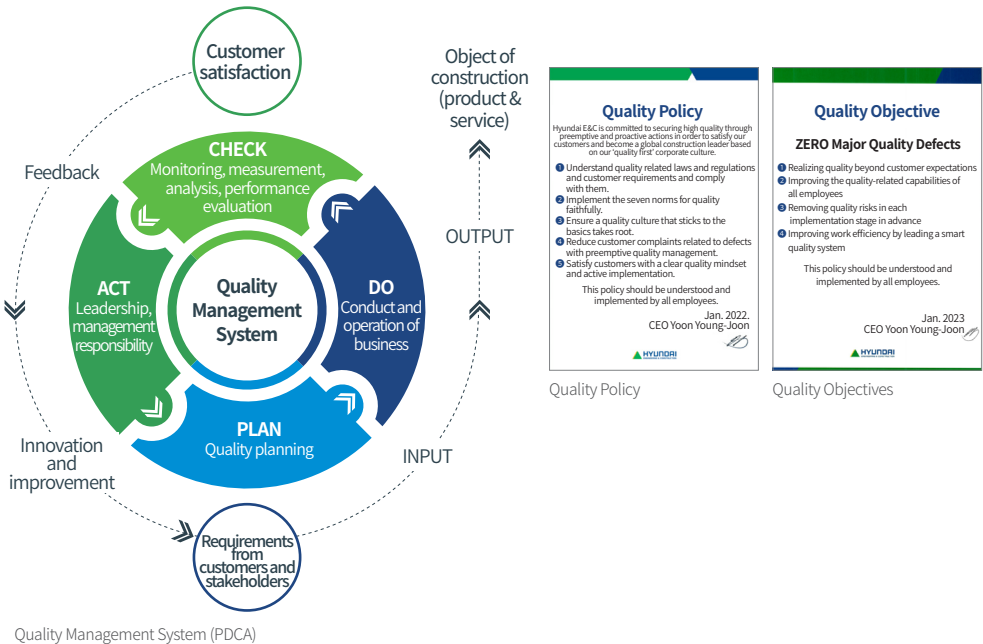 Customer
satisfaction
Feedback
CHECK
Monitoring, measurement,
analysis, performance
evaluation
ACT
Leadership,
management
responsibility
Quality
Management
System
DO
Conduct and
operation of
business
PLAN
Quality planning
Innovation
and
improvement
Requirements
from
customers and
stakeholders
INPUT
OUTPUT
Object of
construction
(product &
service)
Quality Management System (PDCA)
Quality Policy
Hyundai E&C is committed to securing high quality through
preemptive and proactive actions in order to satisfy our
customers and become a global construction leader based
on our 'quality first' corporate culture.
1 Understand quality related laws and regulations
and customer requirements and comply
with them.
2 Implement the seven norms for quality
faithfully.
3 Ensure a quality culture that sticks to the
basics takes root.
4 Reduce customer complaints related to defects
with preemptive quality management.
5 Satisfy customers with a clear quality mindset
and active implementation.
This policy should be understood and
implemented by all employees.
Jan. 2022.
CEO Yoon Young-Joon
HYUNDAI
Quality Policy
Quality Objective
ZERO Major Quality Defects
1 Realizing quality beyond customer expectations
2 Improving the quality-related capabilities of
all employees
3 Removing quality risks in each
implementation stage in advance
4 Improving work efficiency by leading a smart
quality system
This policy should be understood and
implemented by all employees.
Jan. 2023
CEO Yoon Young-Joon
HYUNDAI
Quality Objectives